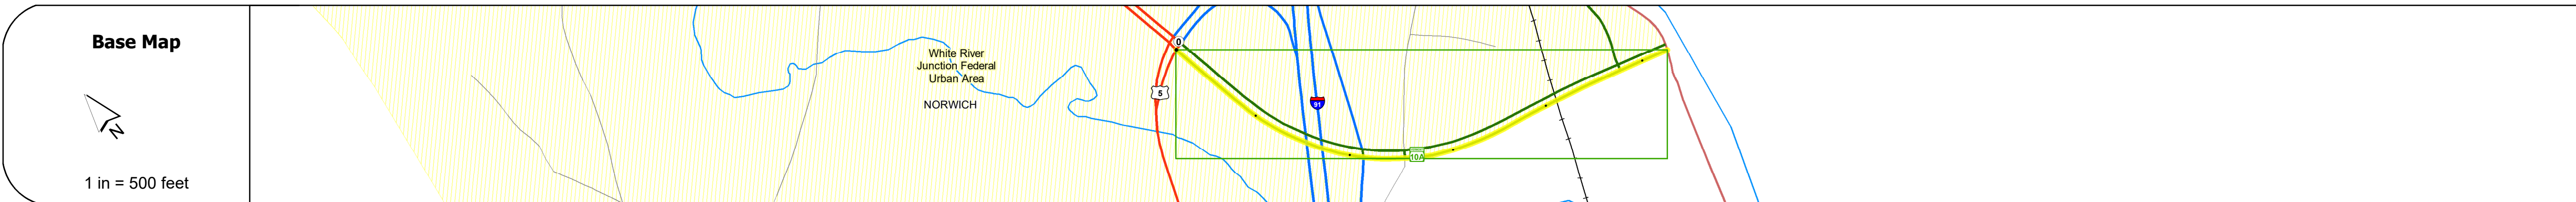 Base Map
N
1 in = 500 feet
White River
Junction Federal
Urban Area
NORWICH
0
5
91
10A